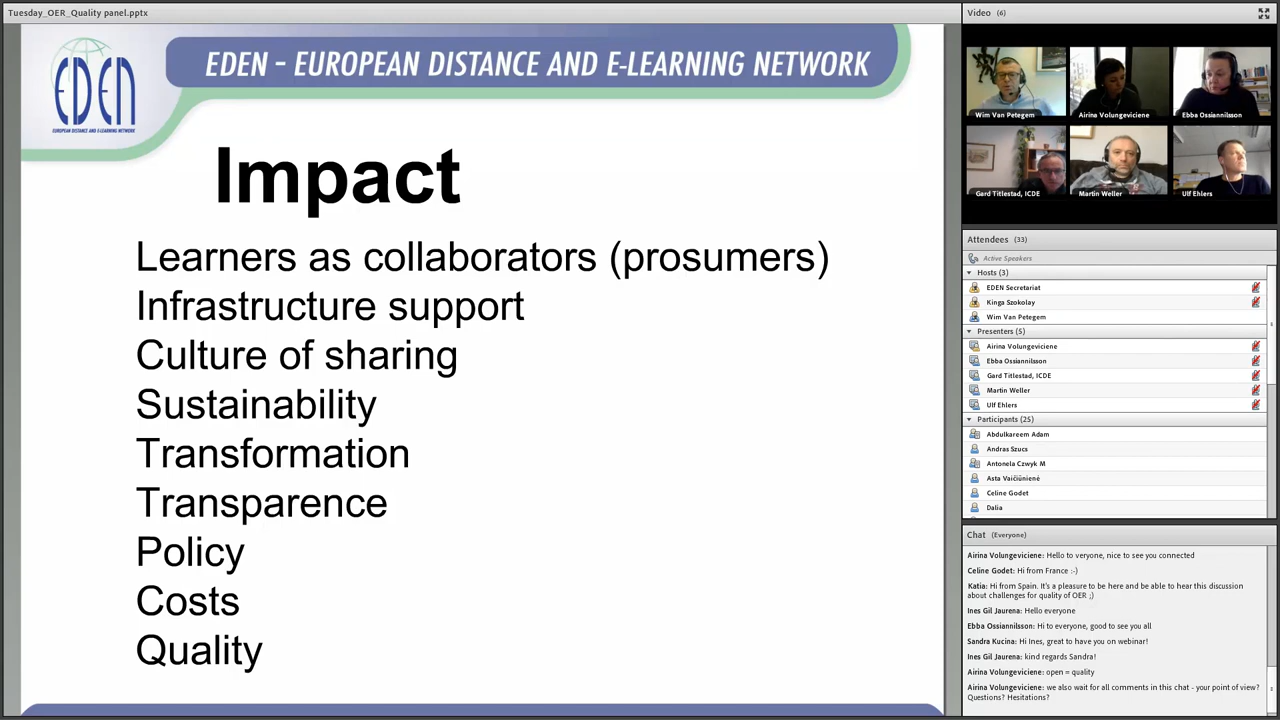 Tuesday_OER_Quality panel.pptx
EDEN
EUROPEAN DISTANCE AND E-LEARNING NETWORK
EDEN - EUROPEAN DISTANCE AND E-LEARNING NETWORK
Impact
Learners as collaborators (prosumers)
Infrastructure support
Culture of sharing
Sustainability
Transformation
Transparence
Policy
Costs
Quality
Video (6)
Wim Van Petegem
Airina Volungeviciene
Ebba Ossiannilsson
Gard Titlestad, ICDE
Martin Weller
Ulf Ehlers
Attendees (33)
Active Speakers
Hosts (3)
EDEN Secretariat
Kinga Szokolay
Wim Van Petegem
Presenters (5)
Airina Volungeviciene
Ebba Ossiannilsson
Gard Titlestad, ICDE
Martin Weller
Ulf Ehlers
Participants (25)
Abdulkareem Adam
Andras Szucs
Antonela Czwyk M
Asta Vaičiūnienė
Celine Godet
Dalia
Chat (Everyone)
Airina Volungeviciene: Hello to veryone, nice to see you connected
Celine Godet: Hi from France :-)
Katia: Hi from Spain. It's a pleasure to be here and be able to hear this discussion
about challenges for quality of OER ;)
Ines Gil Jaurena: Hello everyone
Ebba Ossiannilsson: Hi to everyone, good to see you all
Sandra Kucina: Hi Ines, great to have you on webinar!
Ines Gil Jaurena: kind regards Sandra!
Airina Volungeviciene: open = quality
Airina Volungeviciene: we also wait for all comments in this chat - your point of view?
Questions? Hesitations?